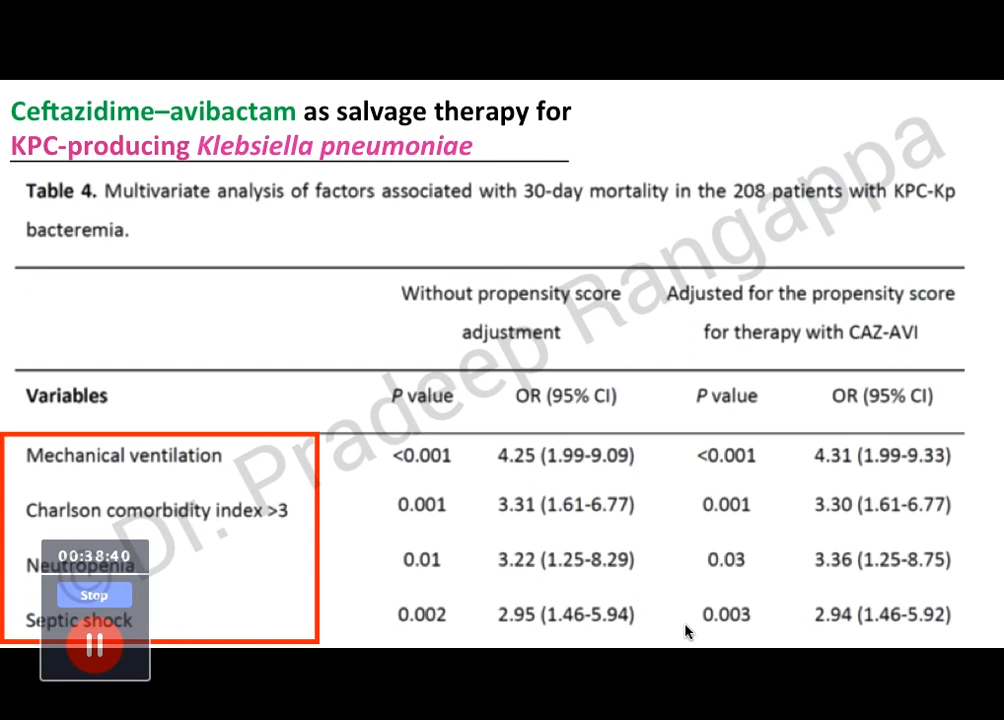 Ceftazidime–avibactam as salvage therapy for
KPC-producing Klebsiella pneumoniae
Table 4. Multivariate analysis of factors associated with 30-day mortality in the 208 patients with KPC-Kp
bacteremia.
Without propensity score Adjusted for the propensity score
adjustment for therapy with CAZ-AVI
Variables P value OR (95% CI) P value OR (95% CI)
Mechanical ventilation <0.001 4.25 (1.99-9.09) <0.001 4.31 (1.99-9.33)
Charlson comorbidity index >3 0.001 3.31 (1.61-6.77) 0.001 3.30 (1.61-6.77)
00:38:40
Neutropenia 0.01 3.22 (1.25-8.29) 0.03 3.36 (1.25-8.75)
Stop
Septic shock 0.002 2.95 (1.46-5.94) 0.003 2.94 (1.46-5.92)
© Dr. Pradeep Rangappa